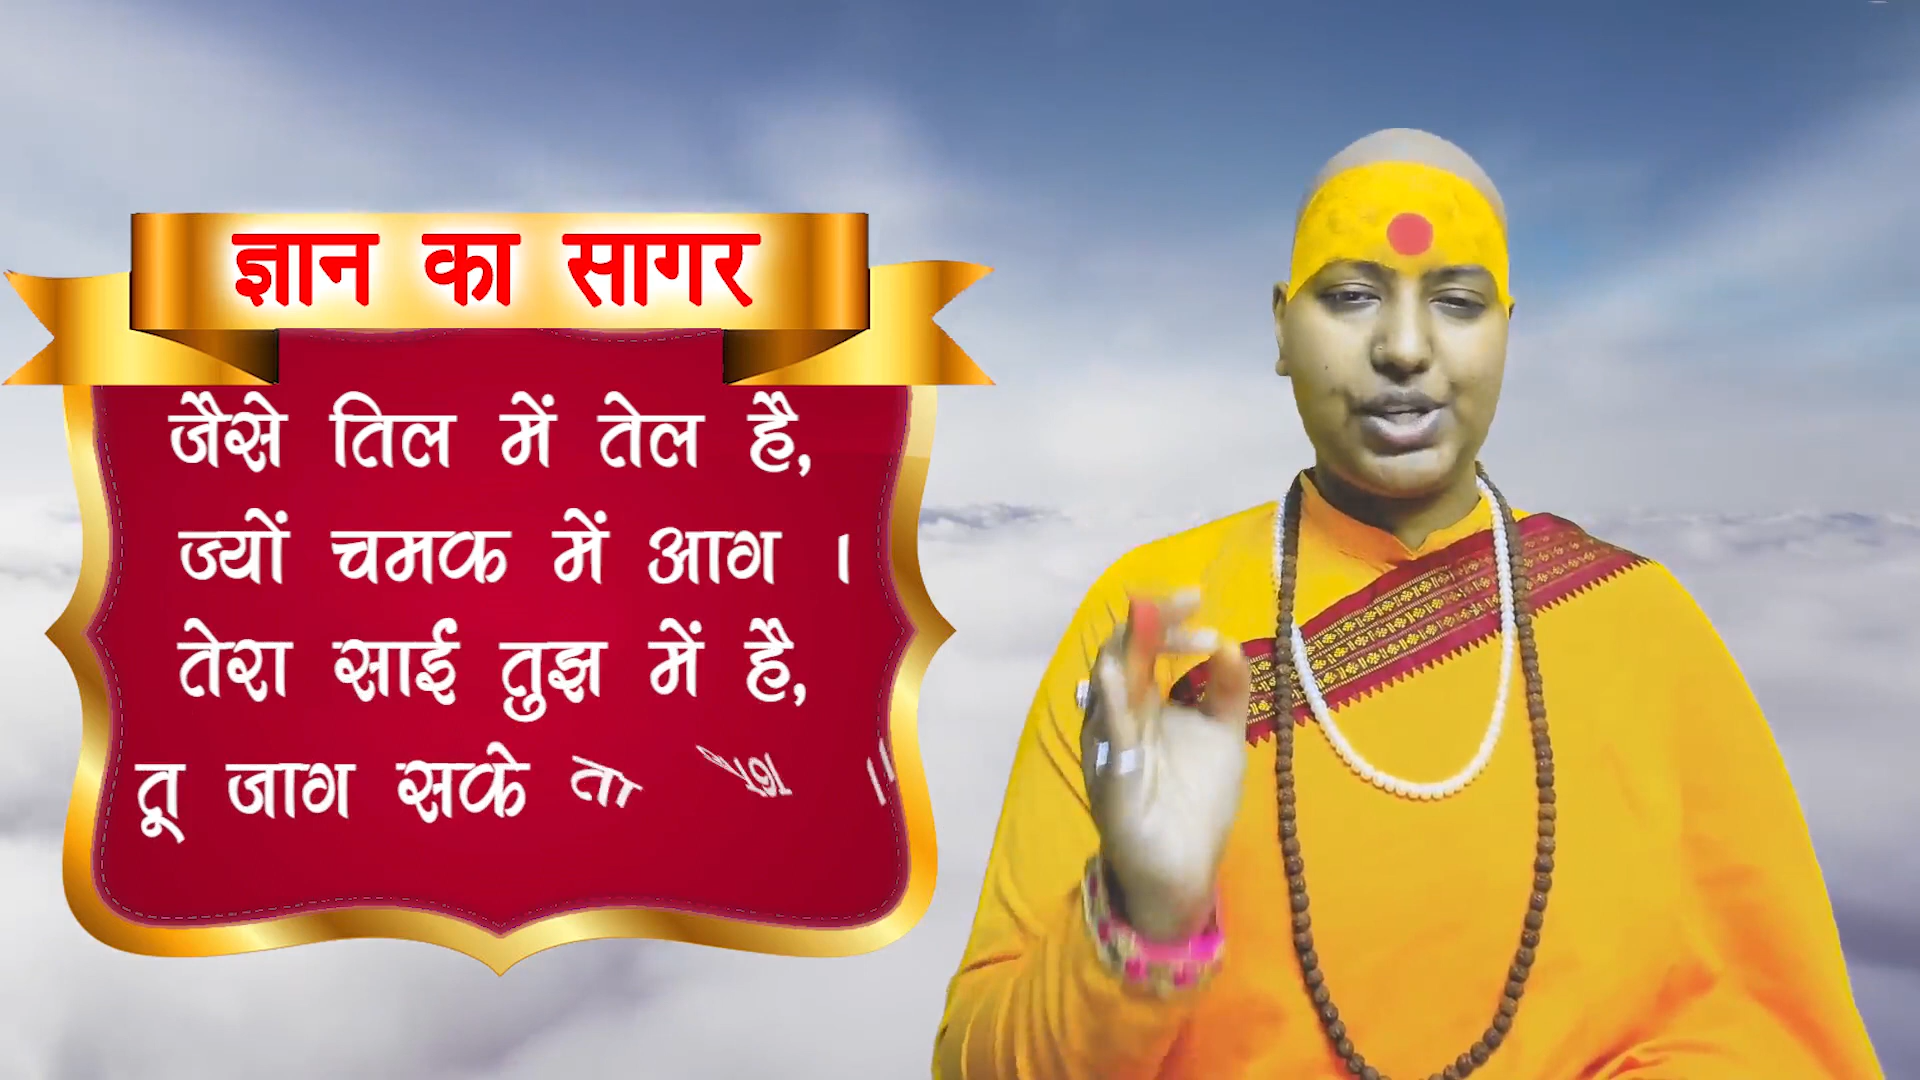 ज्ञान का सागर
जैसे तिल में तेल है,
ज्यों चमक में आग ।
तेरा साई तुझ में है,
तू जाग सके ता ।।